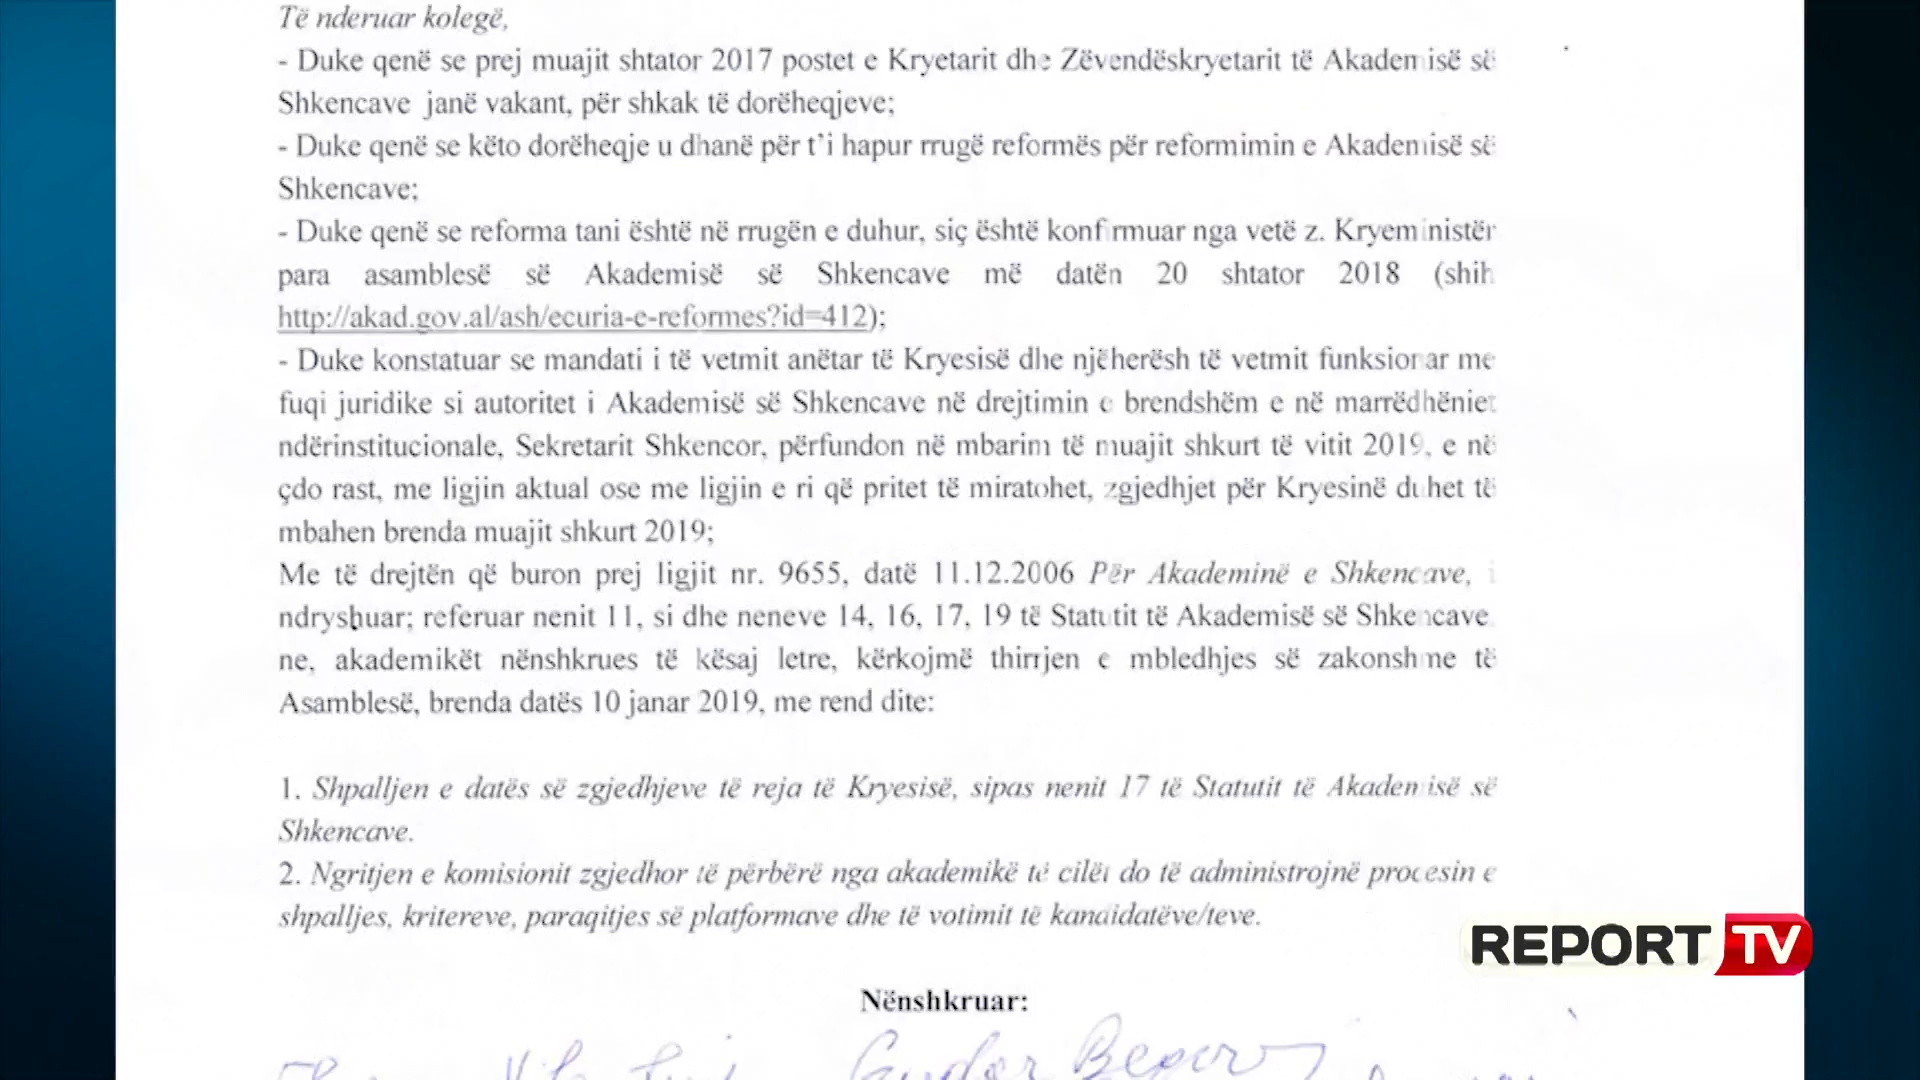 Të nderuar kolegë,
- Duke qenë se prej muajit shtator 2017 postet e Kryetarit dhe Zëvendëskryetarit të Akademisë së
Shkencave janë vakant, për shkak të dorëheqjeve;
- Duke qenë se këto dorëheqje u dhanë për t'i hapur rrugë reformës për reformimin e Akademisë së
Shkencave;
- Duke qenë se reforma tani është në rrugën e duhur, siç është konfirmuar nga vetë z. Kryeministër
para asamblesë së Akademisë së Shkencave më datën 20 shtator 2018 (shih
http://akad.gov.al/ash/ecuria-e-reformes?id=412);
- Duke konstatuar se mandati i të vetmit anëtar të Kryesisë dhe njëherësh të vetmit funksionar me
fuqi juridike si autoritet i Akademisë së Shkencave në drejtimin e brendshëm e në marrëdhëniet
ndërinstitucionale, Sekretarit Shkencor, përfundon në mbarim të muajit shkurt të vitit 2019, e në
çdo rast, me ligjin aktual ose me ligjin e ri që pritet të miratohet, zgjedhjet për Kryesinë duhet të
mbahen brenda muajit shkurt 2019;
Me të drejtën që buron prej ligjit nr. 9655, datë 11.12.2006 Për Akademinë e Shkencave, i
ndryshuar; referuar nenit 11, si dhe neneve 14, 16, 17, 19 të Statutit të Akademisë së Shkencave
ne, akademikët nënshkrues të kësaj letre, kërkojmë thirrjen e mbledhjes së zakonshme të
Asamblesë, brenda datës 10 janar 2019, me rend dite:
1. Shpalljen e datës së zgjedhjeve të reja të Kryesisë, sipas nenit 17 të Statutit të Akademisë së
Shkencave.
2. Ngritjen e komisionit zgjedhor të përbërë nga akademikë të cilët do të administrojnë procesin e
shpalljes, kritereve, paraqitjes së platformave dhe të votimit të kandidatëve/teve.
REPORT TV
Nënshkruar: